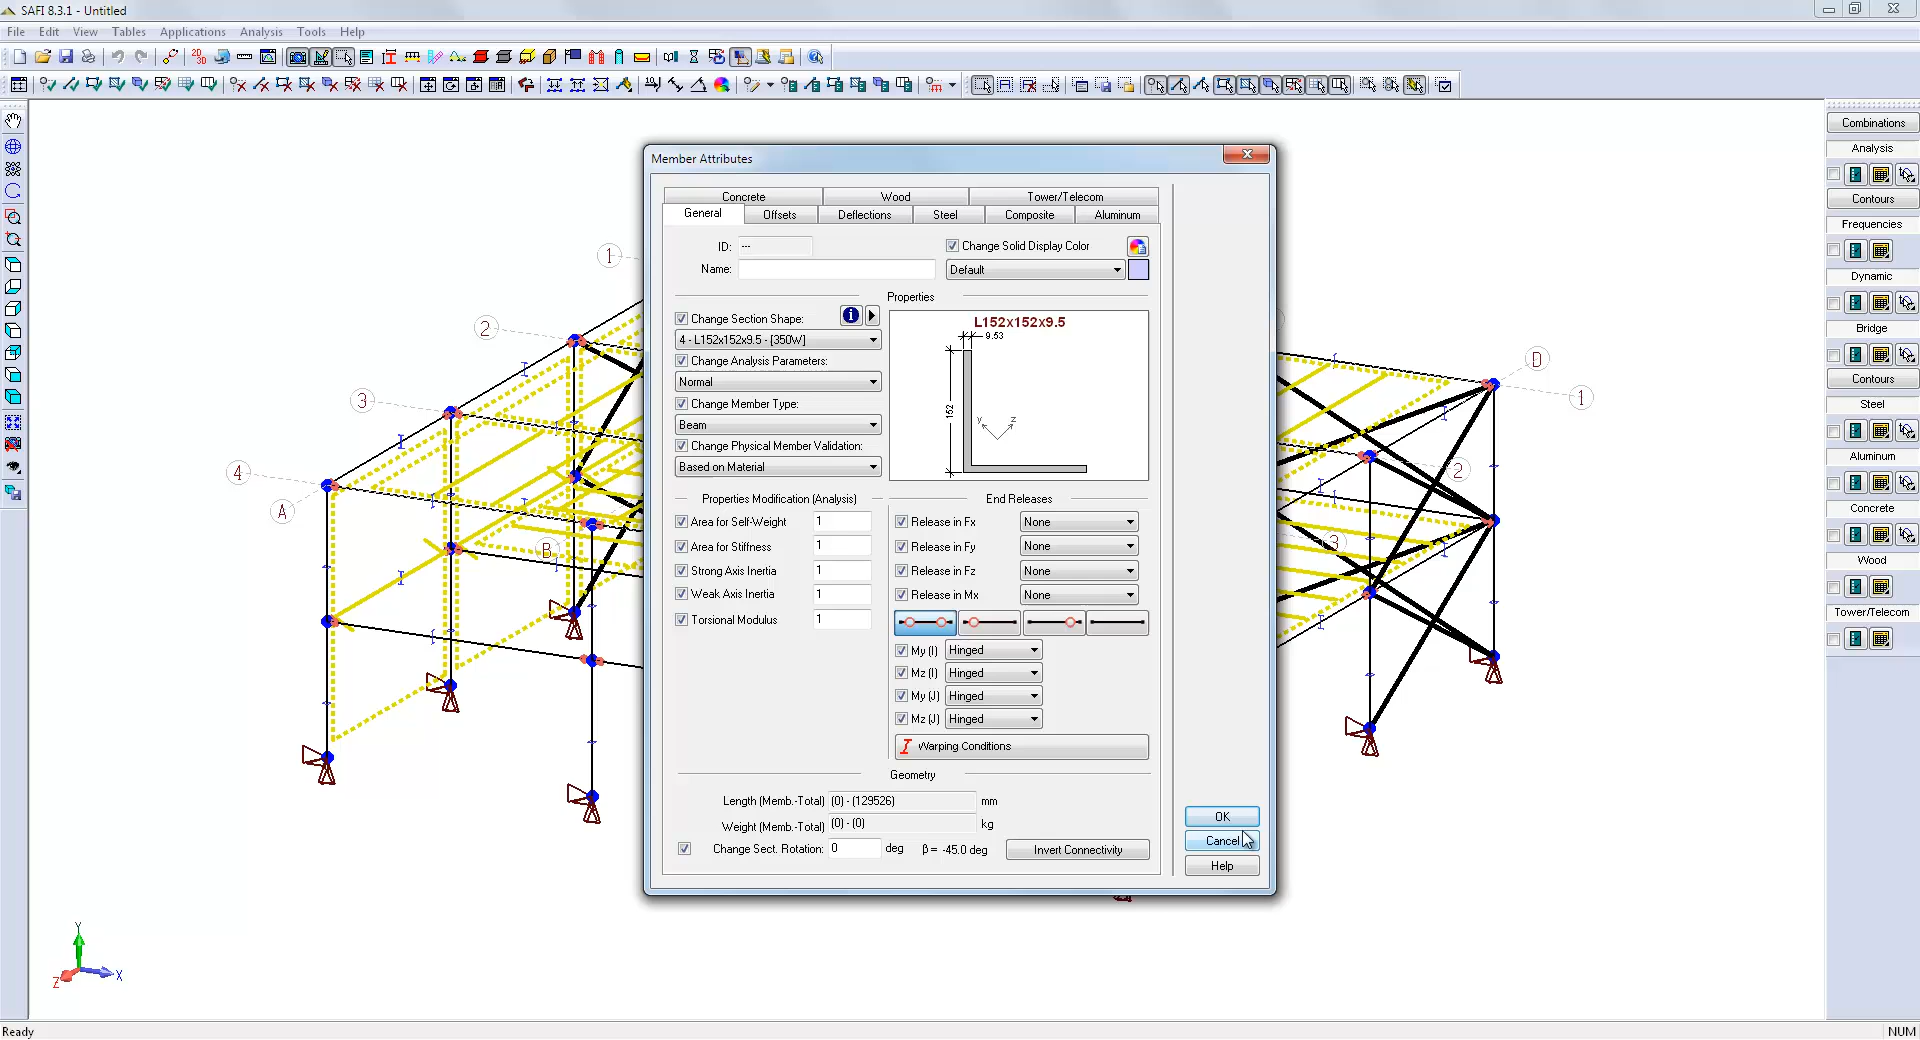 SAFI 8.3.1 - Untitled
File Edit View Tables Applications Analysis Tools Help
Member Attributes
Concrete Wood Tower/Telecom
General Offsets Deflections Steel Composite Aluminum
ID: ---
Change Solid Display Color
Name:
Default
Properties
Change Section Shape:
4 - L152x152x9.5 - [350W]
Change Analysis Parameters:
Normal
Change Member Type:
Beam
Change Physical Member Validation:
Based on Material
L152x152x9.5
9.53
152
y z
Properties Modification (Analysis)
Area for Self-Weight 1
Area for Stiffness 1
Strong Axis Inertia 1
Weak Axis Inertia 1
Torsional Modulus 1
End Releases
Release in Fx None
Release in Fy None
Release in Fz None
Release in Mx None
My (I) Hinged
Mz (I) Hinged
My (J) Hinged
Mz (J) Hinged
Warping Conditions
Geometry
Length (Memb.-Total) (0) - (129526) mm
Weight (Memb.-Total) (0) - (0) kg
Change Sect. Rotation: 0 deg β = -45.0 deg Invert Connectivity
OK
Cancel
Help
1
2
3
4
A
B
D
1
2
3
Y
X
Z
Combinations
Analysis
Contours
Frequencies
Dynamic
Bridge
Contours
Steel
Aluminum
Concrete
Wood
Tower/Telecom
Ready
NUM